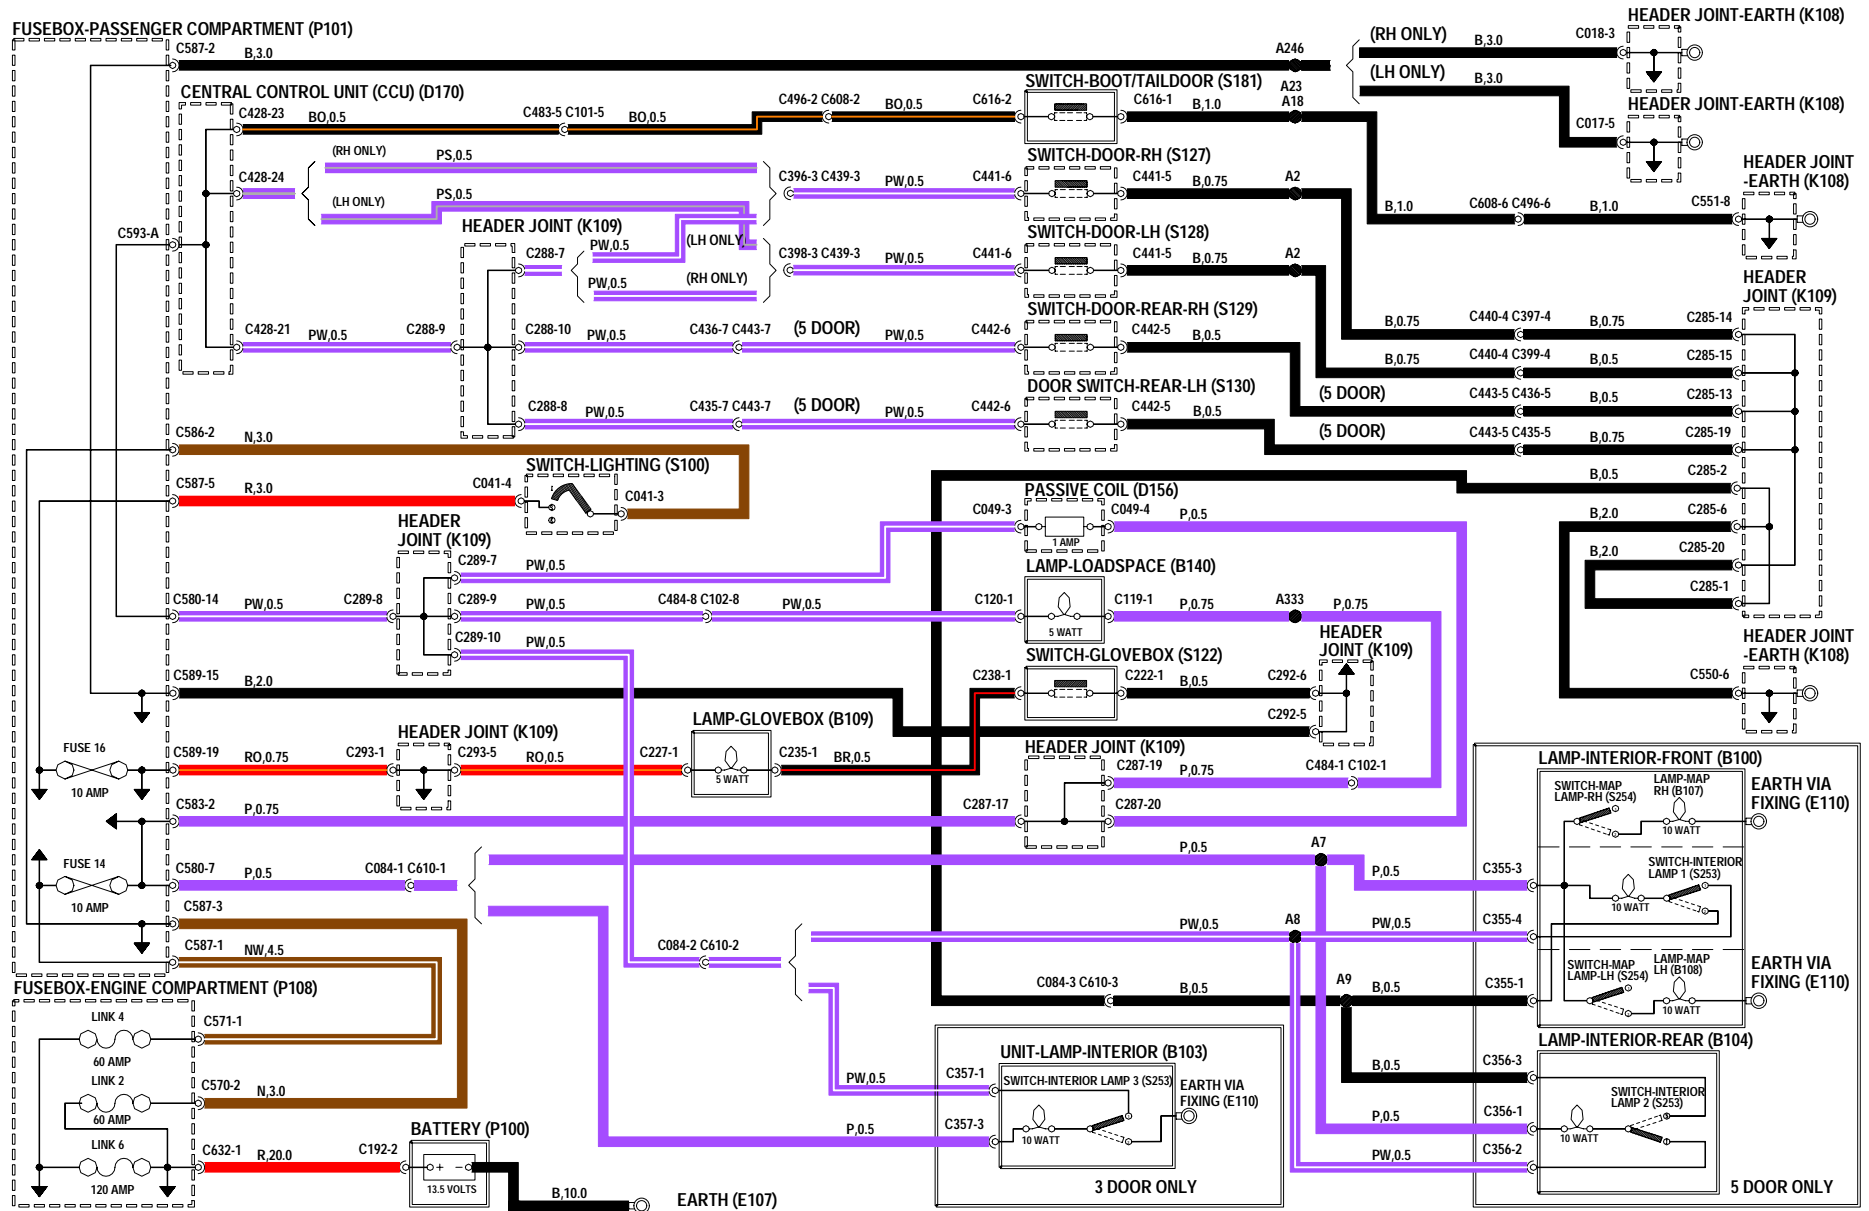 FUSEBOX-PASSENGER COMPARTMENT (P101)
C587-2
B,3.0
A246
(RH ONLY)
B,3.0
C018-3
HEADER JOINT-EARTH (K108)
(LH ONLY)
B,3.0
C017-5
HEADER JOINT-EARTH (K108)
CENTRAL CONTROL UNIT (CCU) (D170)
C428-23
BO,0.5
C483-5 C101-5
BO,0.5
C496-2 C608-2
BO,0.5
C616-2
SWITCH-BOOT/TAILDOOR (S181)
C616-1
B,1.0
A23
A18
C428-24
(RH ONLY)
PS,0.5
(LH ONLY)
PS,0.5
C396-3 C439-3
PW,0.5
C441-6
SWITCH-DOOR-RH (S127)
C441-5
B,0.75
A2
B,1.0
C608-6 C496-6
B,1.0
C551-8
HEADER JOINT
-EARTH (K108)
C593-A
HEADER JOINT (K109)
C288-7
PW,0.5
(LH ONLY)
PW,0.5
(RH ONLY)
C398-3 C439-3
PW,0.5
C441-6
SWITCH-DOOR-LH (S128)
C441-5
B,0.75
A2
HEADER
JOINT (K109)
C428-21
PW,0.5
C288-9
C288-10
PW,0.5
C436-7 C443-7
(5 DOOR)
PW,0.5
C442-6
SWITCH-DOOR-REAR-RH (S129)
C442-5
B,0.5
B,0.75
C440-4 C397-4
B,0.75
C285-14
B,0.75
C440-4 C399-4
B,0.5
C285-15
C288-8
PW,0.5
C435-7 C443-7
(5 DOOR)
PW,0.5
C442-6
DOOR SWITCH-REAR-LH (S130)
C442-5
B,0.5
(5 DOOR)
C443-5 C436-5
B,0.5
C285-13
(5 DOOR)
C443-5 C435-5
B,0.75
C285-19
C586-2
N,3.0
C587-5
R,3.0
C041-4
SWITCH-LIGHTING (S100)
C041-3
B,0.5
C285-2
B,2.0
C285-6
B,2.0
C285-20
C285-1
HEADER
JOINT (K109)
C289-7
PW,0.5
C049-3
PASSIVE COIL (D156)
1 AMP
C049-4
P,0.5
C580-14
PW,0.5
C289-8
C289-9
PW,0.5
C484-8 C102-8
PW,0.5
C120-1
LAMP-LOADSPACE (B140)
5 WATT
C119-1
P,0.75
A333
P,0.75
C289-10
PW,0.5
HEADER
JOINT (K109)
HEADER JOINT
-EARTH (K108)
C550-6
C589-15
B,2.0
C238-1
SWITCH-GLOVEBOX (S122)
C222-1
B,0.5
C292-6
C292-5
FUSE 16
10 AMP
C589-19
RO,0.75
C293-1
HEADER JOINT (K109)
C293-5
RO,0.5
C227-1
LAMP-GLOVEBOX (B109)
5 WATT
C235-1
BR,0.5
HEADER JOINT (K109)
C287-19
P,0.75
C484-1 C102-1
C583-2
P,0.75
C287-17
C287-20
FUSE 14
10 AMP
C580-7
P,0.5
C084-1 C610-1
P,0.5
A7
P,0.5
C355-3
LAMP-INTERIOR-FRONT (B100)
SWITCH-MAP
LAMP-RH (S254)
LAMP-MAP
RH (B107)
10 WATT
EARTH VIA
FIXING (E110)
SWITCH-INTERIOR
LAMP 1 (S253)
10 WATT
C587-3
C587-1
NW,4.5
C084-2 C610-2
PW,0.5
A8
PW,0.5
C355-4
SWITCH-MAP
LAMP-LH (S254)
LAMP-MAP
LH (B108)
10 WATT
EARTH VIA
FIXING (E110)
C084-3 C610-3
B,0.5
A9
B,0.5
C355-1
FUSEBOX-ENGINE COMPARTMENT (P108)
LINK 4
60 AMP
C571-1
LINK 2
60 AMP
C570-2
N,3.0
LINK 6
120 AMP
C632-1
R,20.0
C192-2
BATTERY (P100)
+ −
13.5 VOLTS
B,10.0
EARTH (E107)
PW,0.5
C357-1
UNIT-LAMP-INTERIOR (B103)
SWITCH-INTERIOR LAMP 3 (S253)
10 WATT
EARTH VIA
FIXING (E110)
P,0.5
C357-3
3 DOOR ONLY
LAMP-INTERIOR-REAR (B104)
B,0.5
C356-3
SWITCH-INTERIOR
LAMP 2 (S253)
10 WATT
P,0.5
C356-1
PW,0.5
C356-2
5 DOOR ONLY